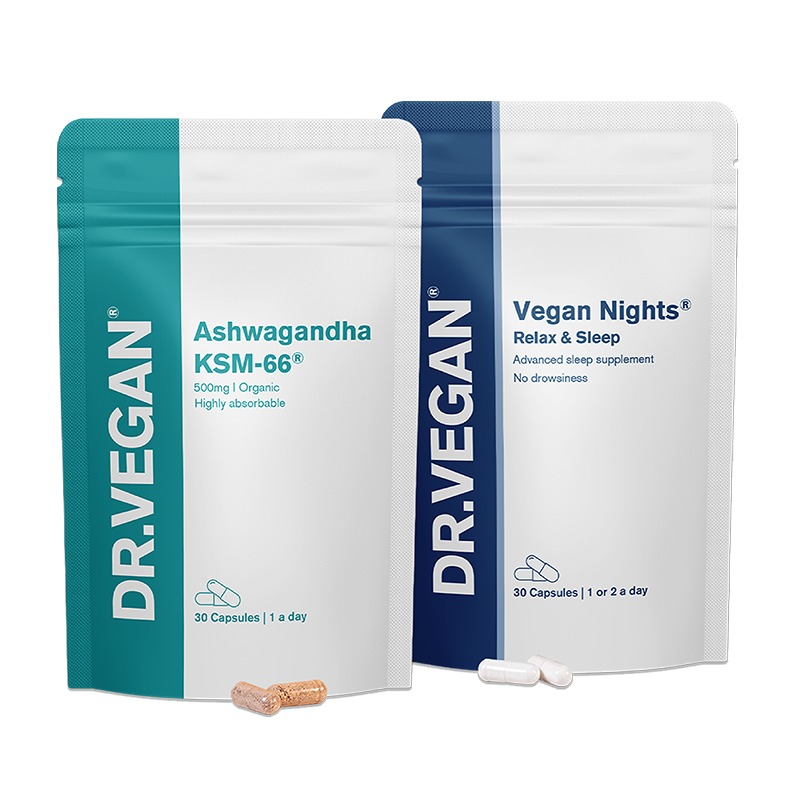 DR.VEGAN®
Ashwagandha
KSM-66®
500mg | Organic
Highly absorbable
30 Capsules | 1 a day
DR.VEGAN®
Vegan Nights®
Relax & Sleep
Advanced sleep supplement
No drowsiness
30 Capsules | 1 or 2 a day